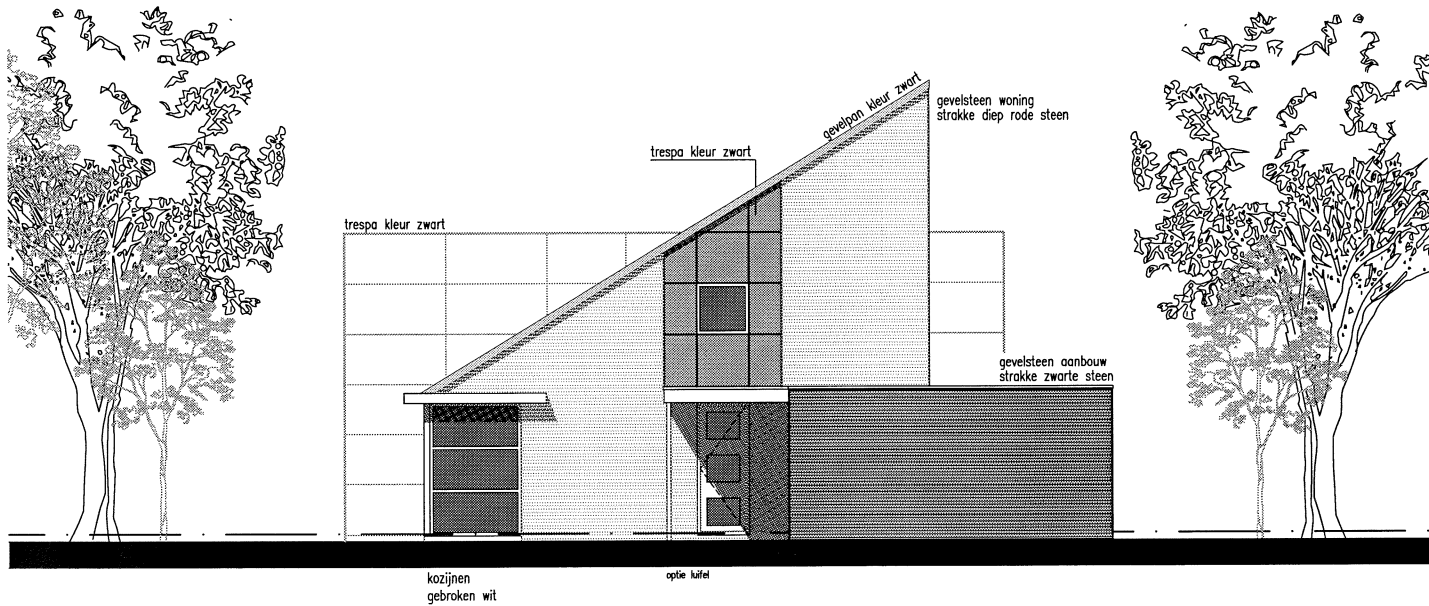 gevelpan kleur zwart
gevelsteen woning
strakke diep rode steen
trespa kleur zwart
trespa kleur zwart
gevelsteen aanbouw
strakke zwarte steen
kozijnen
gebroken wit
optie luifel